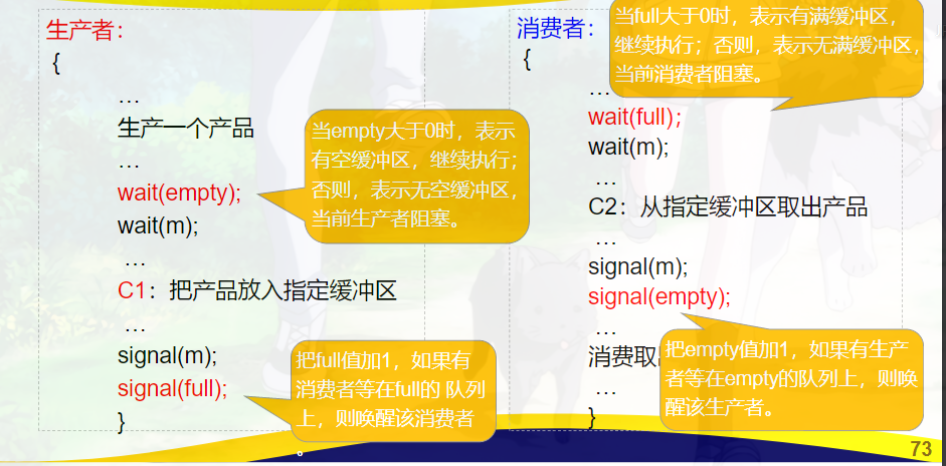 生产者：
{
…
生产一个产品
…
wait(empty);
wait(m);
…
C1：把产品放入指定缓冲区
…
signal(m);
signal(full);
}
当empty大于0时，表示
有空缓冲区，继续执行；
否则，表示无空缓冲区，
当前生产者阻塞。
把full值加1，如果有
消费者等在full的 队列
上，则唤醒该消费者
。
消费者：
{
…
wait(full);
wait(m);
…
C2：从指定缓冲区取出产品
…
signal(m);
signal(empty);
…
消费取
…
}
当full大于0时，表示有满缓冲区，
继续执行；否则，表示无满缓冲区，
当前消费者阻塞。
把empty值加1，如果有生产
者等在empty的队列上，则唤
醒该生产者。
73